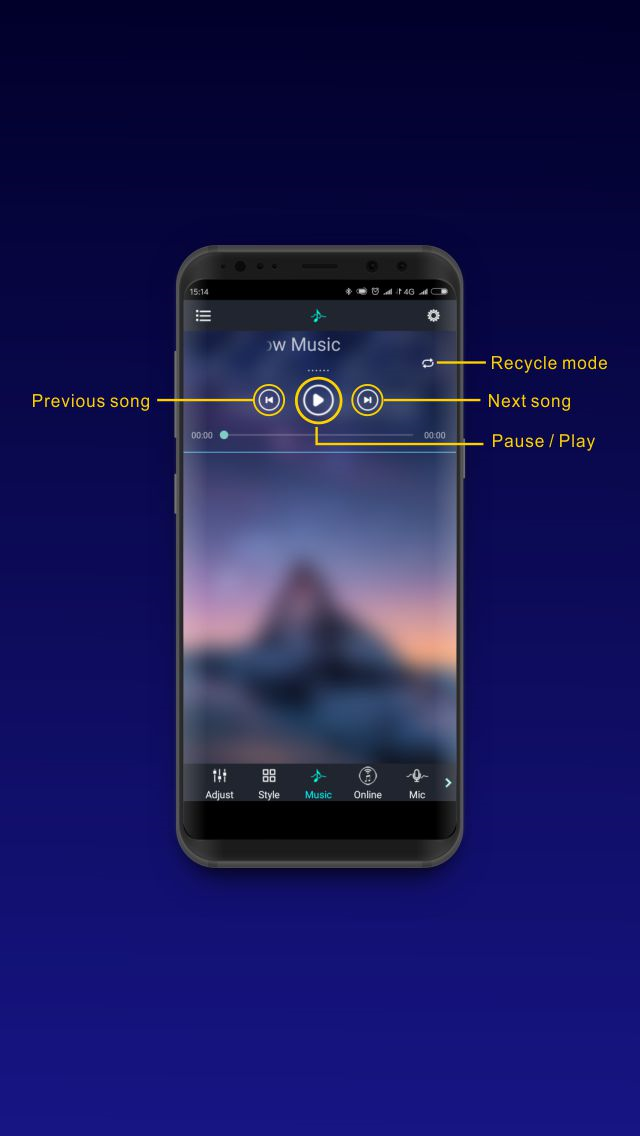 15:14
4G
ow Music
......
Recycle mode
Previous song
Next song
00:00
00:00
Pause / Play
Adjust
Style
Music
Online
Mic